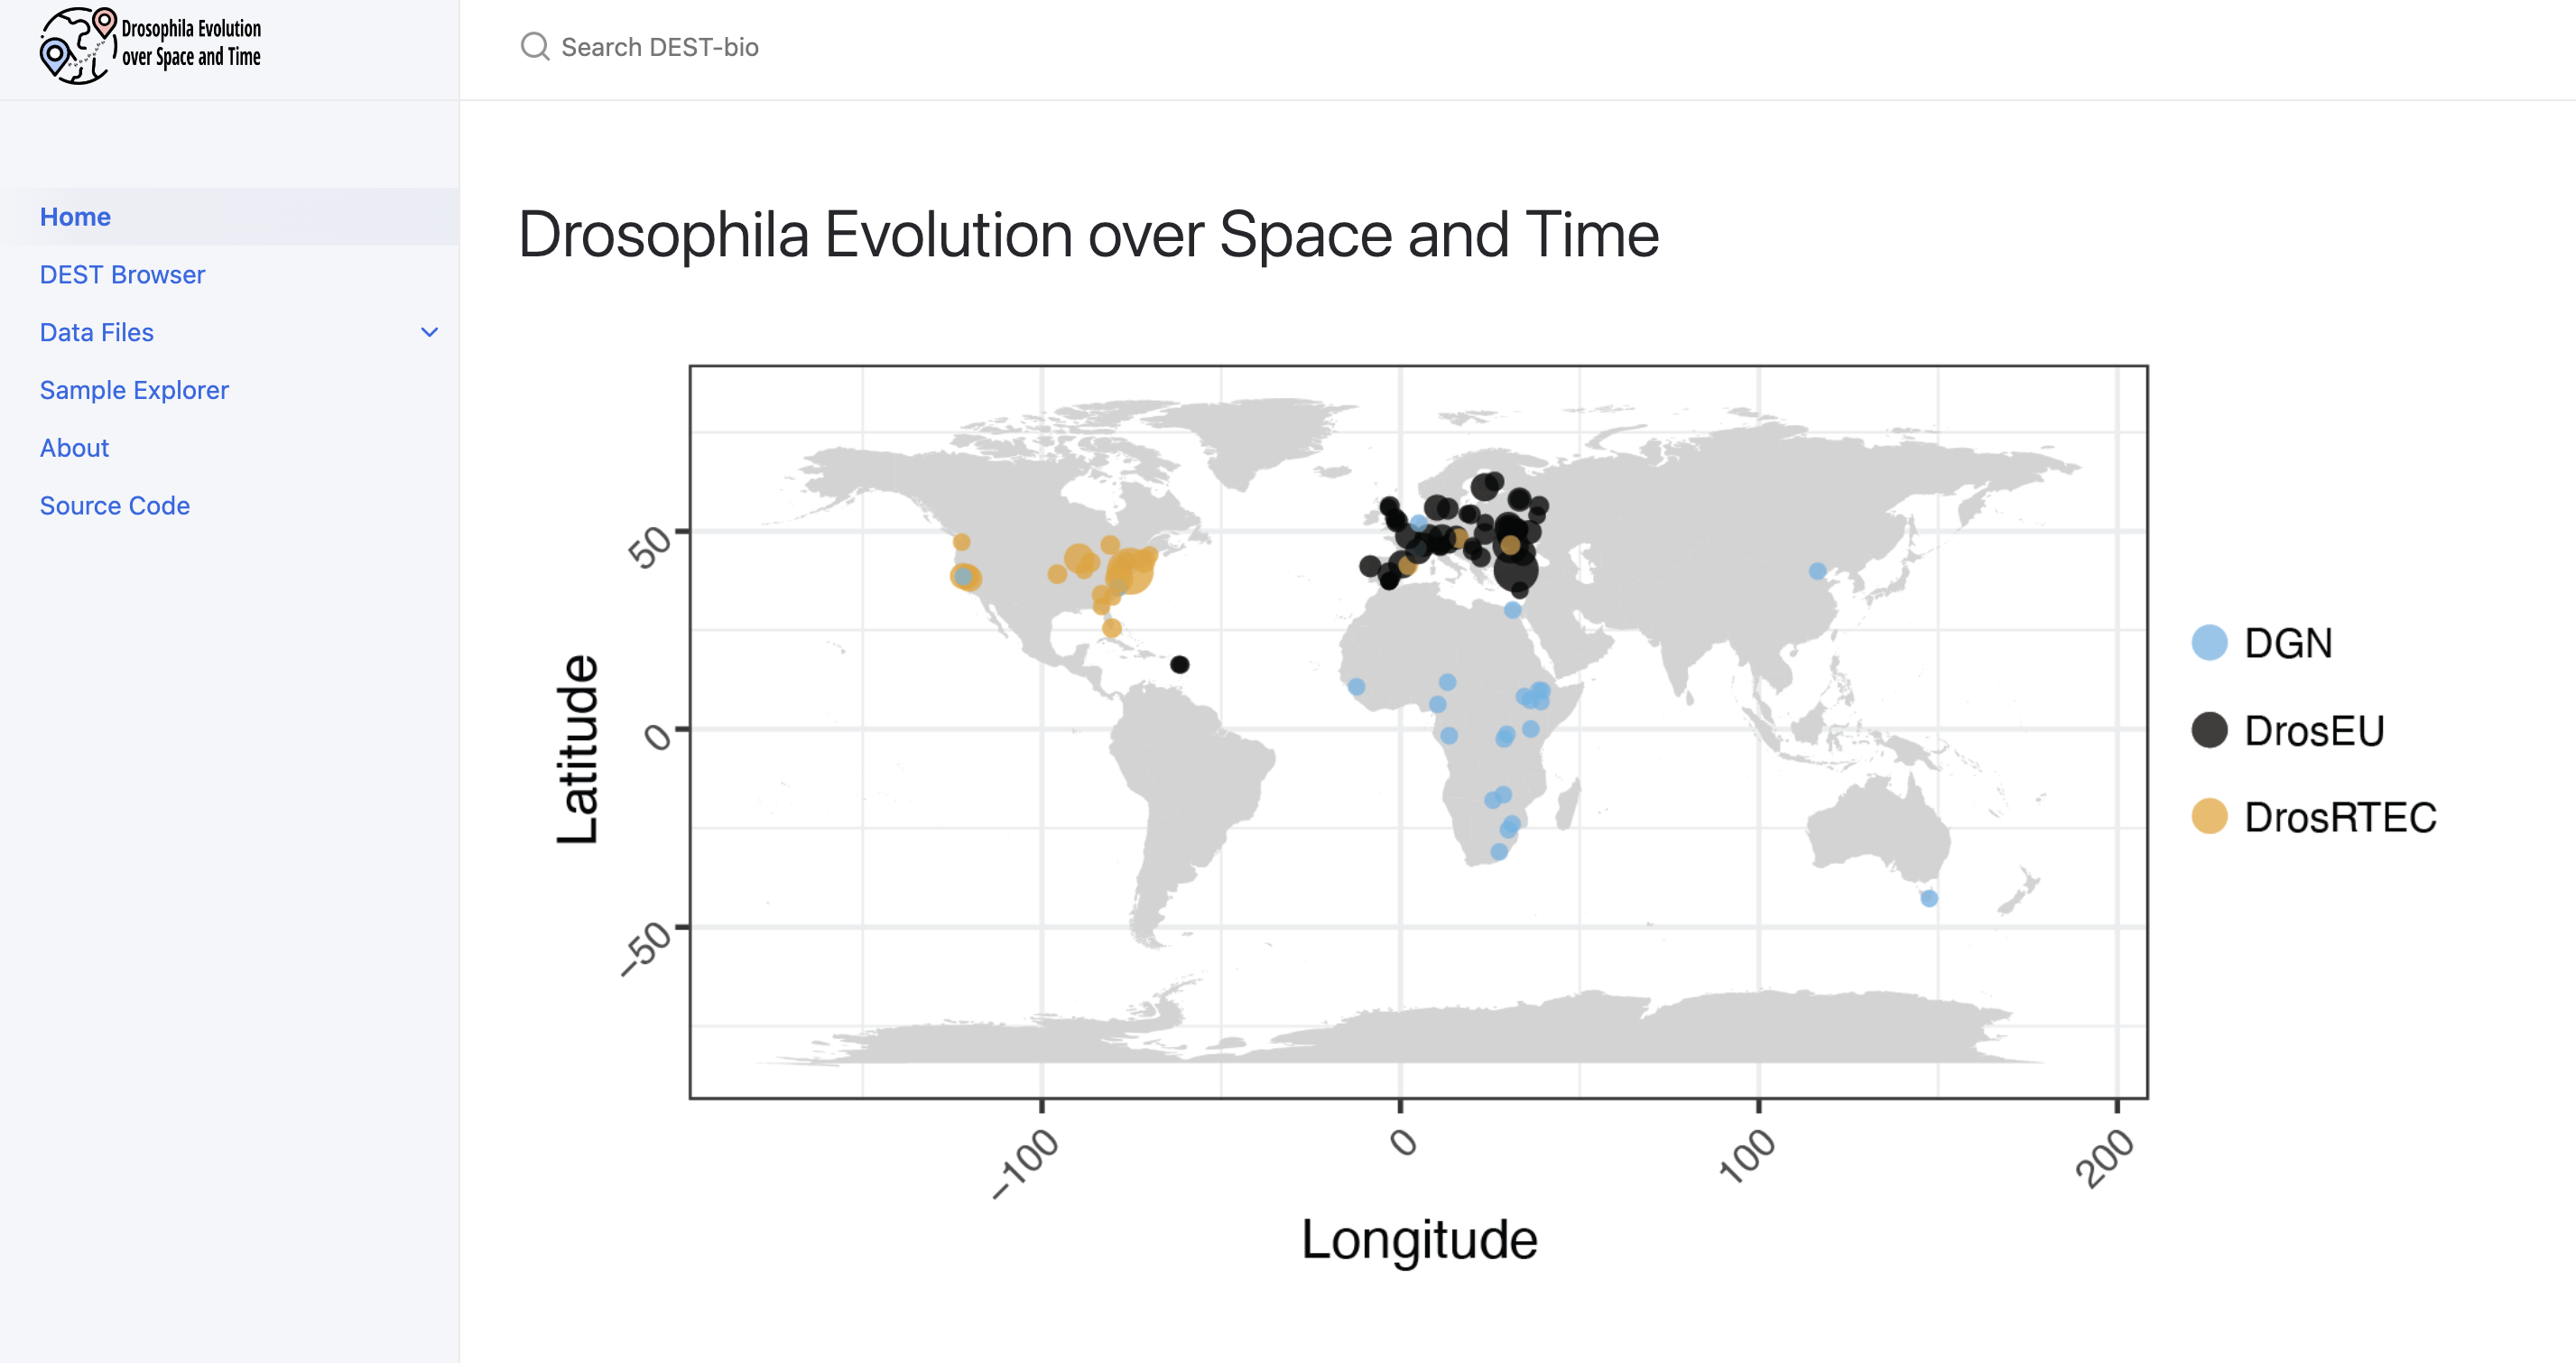 Drosophila Evolution
over Space and Time
Search DEST-bio
Home
DEST Browser
Data Files
Sample Explorer
About
Source Code
Drosophila Evolution over Space and Time
Latitude
50
0
−50
−100
0
100
200
Longitude
DGN
DrosEU
DrosRTEC